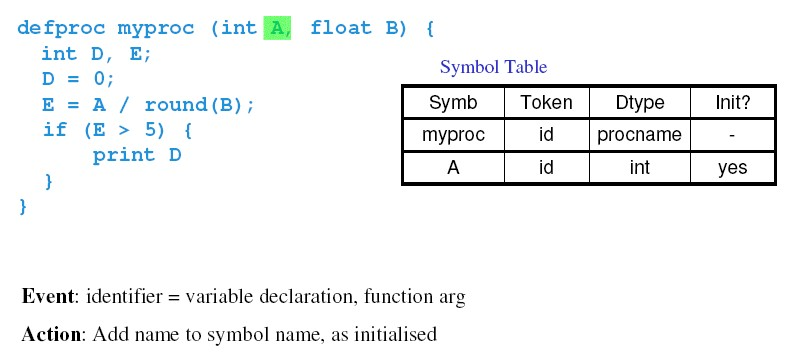 defproc myproc (int A, float B) {
int D, E;
D = 0;
E = A / round(B);
if (E > 5) {
print D
}
}
Symbol Table
Symb Token Dtype Init?
myproc id procname -
A id int yes
Event: identifier = variable declaration, function arg
Action: Add name to symbol name, as initialised